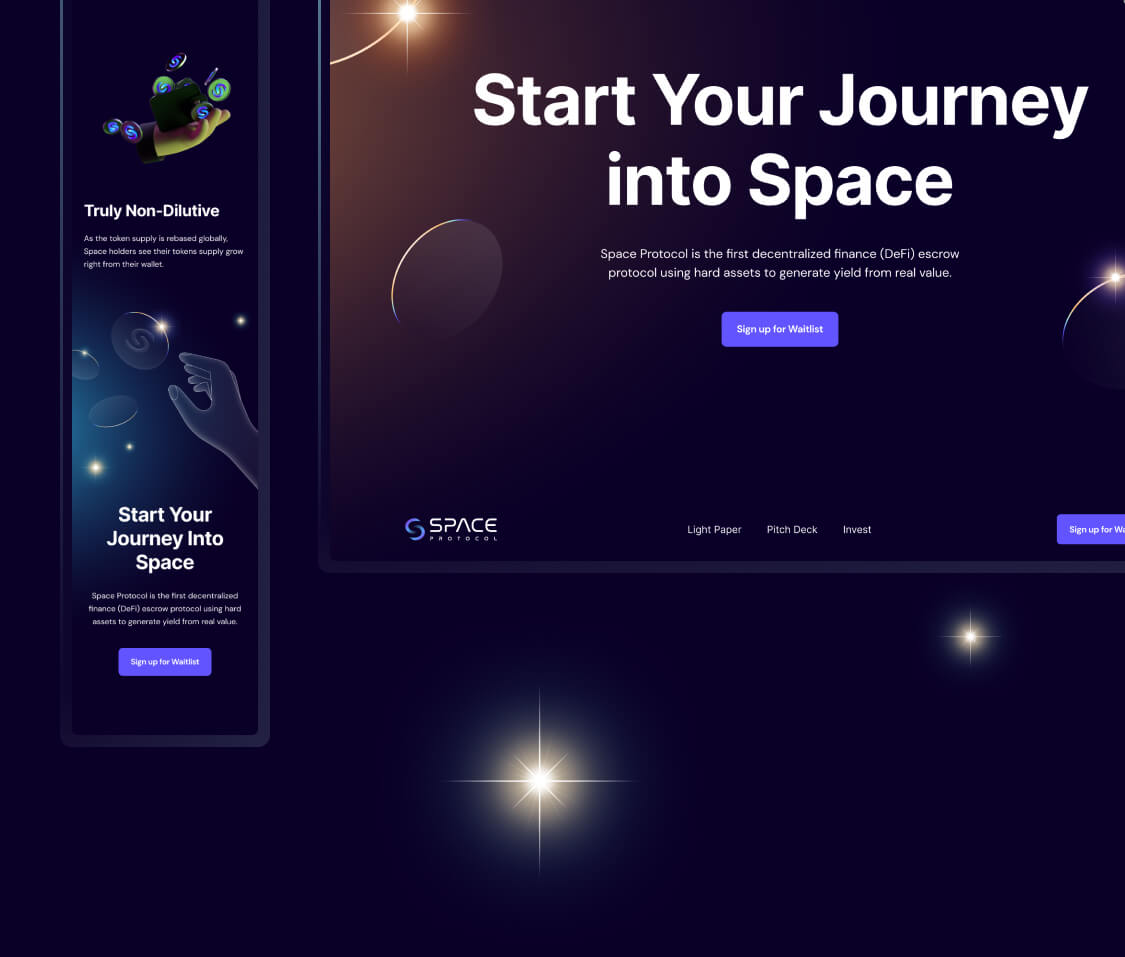 Truly Non-Dilutive
As the token supply is rebased globally,
Space holders see their tokens supply grow
right from their wallet.
Start Your
Journey Into
Space
Space Protocol is the first decentralized
finance (DeFi) escrow protocol using hard
assets to generate yield from real value.
Sign up for Waitlist
Start Your Journey
into Space
Space Protocol is the first decentralized finance (DeFi) escrow
protocol using hard assets to generate yield from real value.
Sign up for Waitlist
SPACE
PROTOCOL
Light Paper
Pitch Deck
Invest
Sign up for Wa